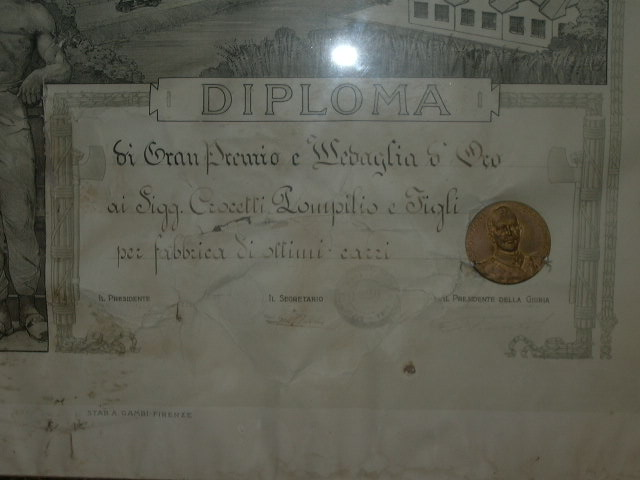 DIPLOMA
di Gran Premio e Medaglia d'Oro
ai Sigg. Crocetti Pompilio e Figli
per fabbrica di ottimi carri
IL PRESIDENTE IL SEGRETARIO IL PRESIDENTE DELLA GIURIA
STAB. A. GAMBI-FIRENZE